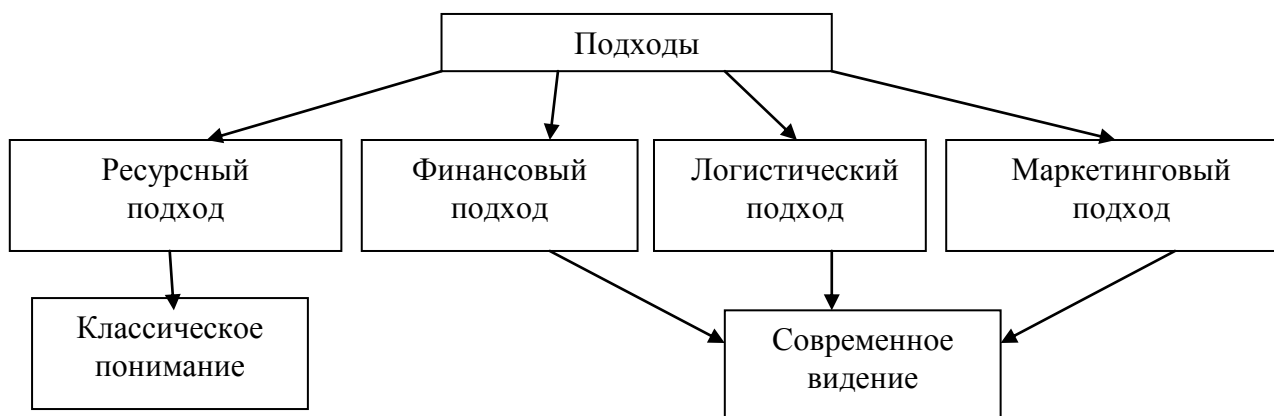 Подходы
Ресурсный
подход
Финансовый
подход
Логистический
подход
Маркетинговый
подход
Классическое
понимание
Современное
видение